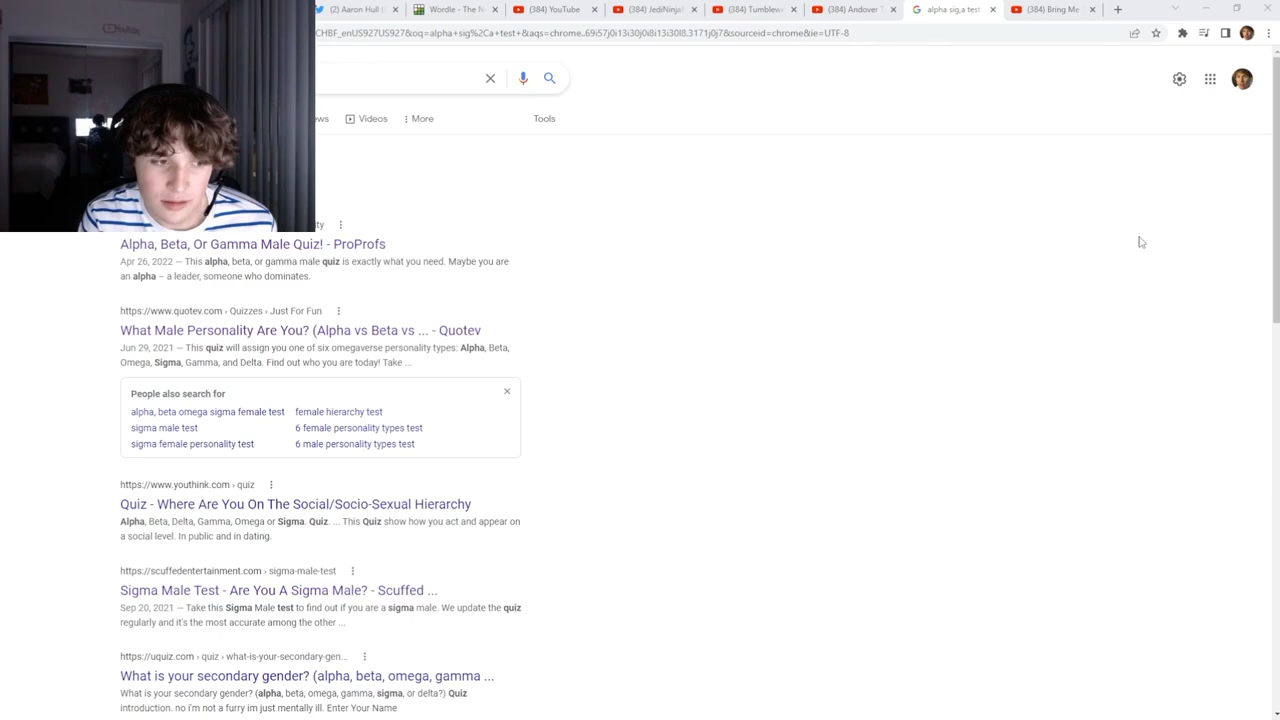 (2) Aaron Hull (
Wordle - The N
(384) YouTube
(384) JediNinja
(384) Tumblew
(384) Andover T
alpha sig,a test
(384) Bring Me
CHBF_enUS927US927&oq=alpha+sig%2Ca+test+&aqs=chrome..69i57j0i13i30j0i8i13i30l8.3171j0j7&sourceid=chrome&ie=UTF-8
ws
Videos
More
Tools
ty
Alpha, Beta, Or Gamma Male Quiz! - ProProfs
Apr 26, 2022 — This alpha, beta, or gamma male quiz is exactly what you need. Maybe you are
an alpha – a leader, someone who dominates.
https://www.quotev.com › Quizzes › Just For Fun
What Male Personality Are You? (Alpha vs Beta vs ... - Quotev
Jun 29, 2021 — This quiz will assign you one of six omegaverse personality types: Alpha, Beta,
Omega, Sigma, Gamma, and Delta. Find out who you are today! Take ...
People also search for
alpha, beta omega sigma female test
female hierarchy test
sigma male test
6 female personality types test
sigma female personality test
6 male personality types test
https://www.youthink.com › quiz
Quiz - Where Are You On The Social/Socio-Sexual Hierarchy
Alpha, Beta, Delta, Gamma, Omega or Sigma. Quiz. ... This Quiz show how you act and appear on
a social level. In public and in dating.
https://scuffedentertainment.com › sigma-male-test
Sigma Male Test - Are You A Sigma Male? - Scuffed ...
Sep 20, 2021 — Take this Sigma Male test to find out if you are a sigma male. We update the quiz
regularly and it's the most accurate among the other ...
https://uquiz.com › quiz › what-is-your-secondary-gen...
What is your secondary gender? (alpha, beta, omega, gamma ...
What is your secondary gender? (alpha, beta, omega, gamma, sigma, or delta?) Quiz
introduction. no i'm not a furry im just mentally ill. Enter Your Name